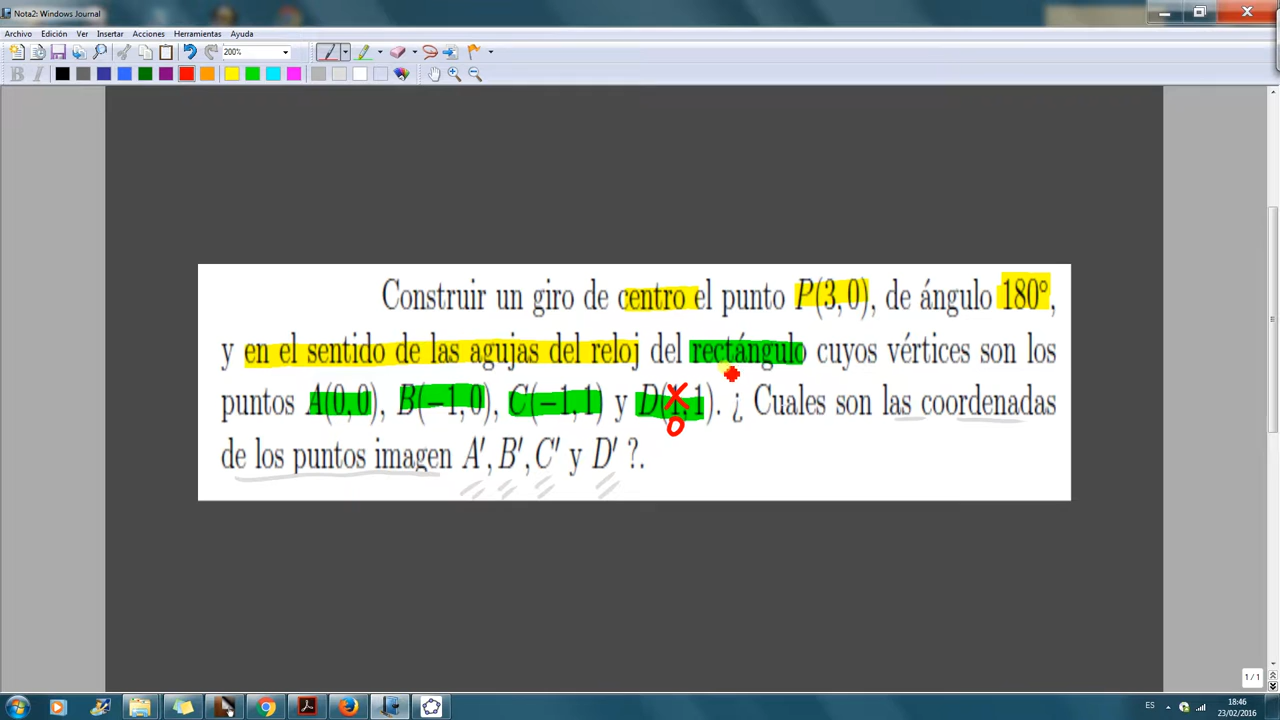 Nota2: Windows Journal
Archivo Edición Ver Insertar Acciones Herramientas Ayuda
200%
B I
Construir un giro de centro el punto P(3, 0), de ángulo 180°,
y en el sentido de las agujas del reloj del rectángulo cuyos vértices son los
puntos A(0, 0), B(−1, 0), C(−1, 1) y D(1, 1). ¿ Cuales son las coordenadas
0
de los puntos imagen A′, B′, C′ y D′ ?.
1 / 1
ES 18:46
23/02/2016